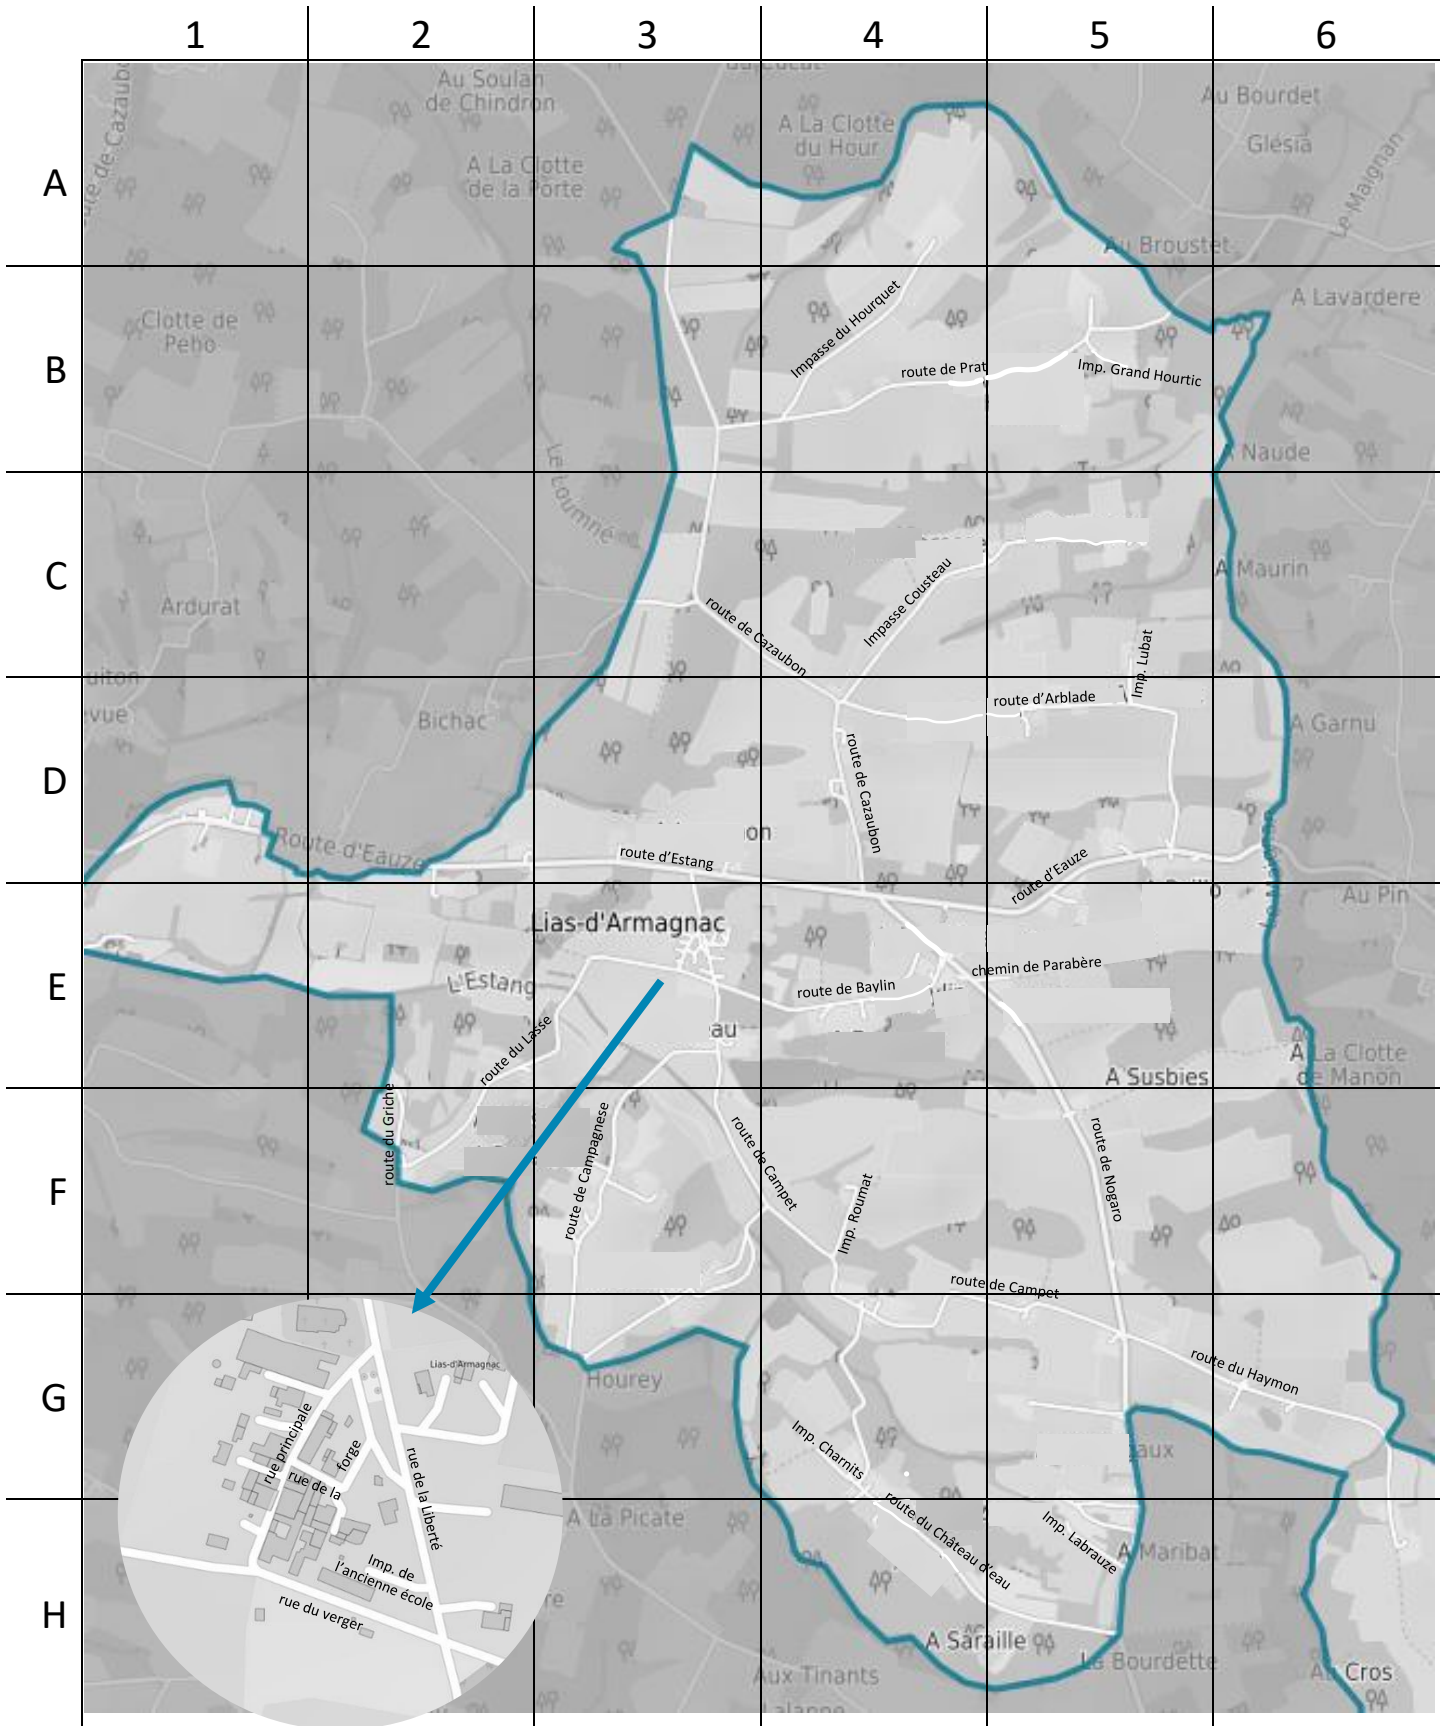 1
2
3
4
5
6
A
B
C
D
E
F
G
H
Au Soulan
de Chindron
A La Clotte
du Hour
Au Bourdet
Glésia
Le Maignan
A La Clotte
de la Porte
Au Broustet
A Lavardere
Clotte de
Peho
Impasse du Hourquet
route de Prat
Imp. Grand Hourtic
Naude
Le Loumné
A Maurin
Ardurat
Impasse Cousteau
route de Cazaubon
Imp. Lubat
route d'Arblade
Bichac
A Garnu
route de Cazaubon
Route d'Eauze
route d'Estang
route d'Eauze
Au Pin
Lias-d'Armagnac
L'Estang
route de Baylin
chemin de Parabère
au
route du Lasse
A Susbies
A La Clotte
de Manon
route du Griche
route de Campagnese
route de Campet
Imp. Roumat
route de Nogaro
route de Campet
route du Haymon
Hourey
Imp. Charnits
aux
Lias-d'Armagnac
rue principale
forge
rue de la
rue de la Liberté
Imp. de
l'ancienne école
rue du verger
A La Picate
route du Château d'eau
Imp. Labrauze
A Maribat
A Saraille
La Bourdette
Aux Tinants
Au Cros